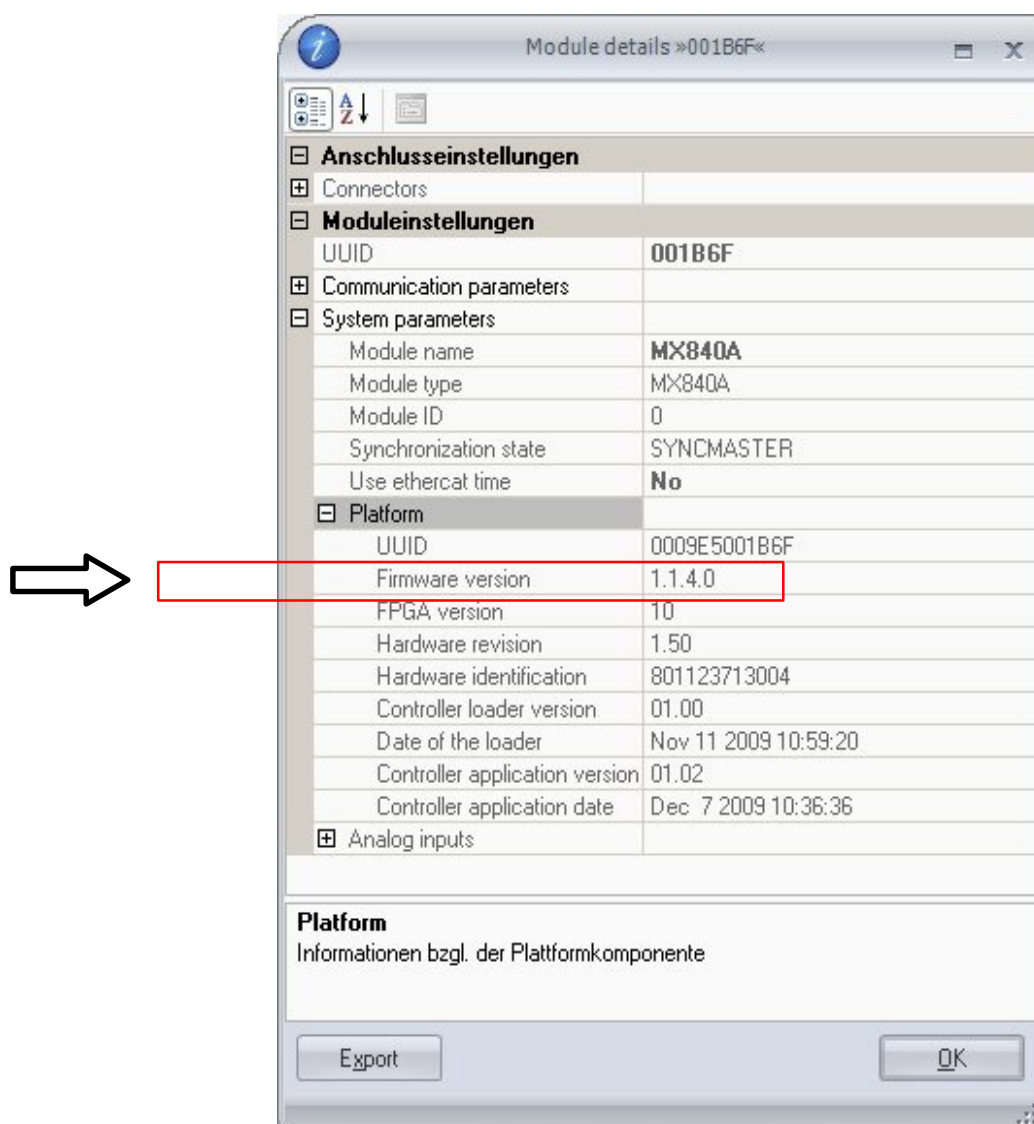 Module details »001B6F«
Anschlusseinstellungen
Connectors
Moduleinstellungen
UUID 001B6F
Communication parameters
System parameters
Module name MX840A
Module type MX840A
Module ID 0
Synchronization state SYNCMASTER
Use ethercat time No
Platform
UUID 0009E5001B6F
Firmware version 1.1.4.0
FPGA version 10
Hardware revision 1.50
Hardware identification 801123713004
Controller loader version 01.00
Date of the loader Nov 11 2009 10:59:20
Controller application version 01.02
Controller application date Dec 7 2009 10:36:36
Analog inputs
Platform
Informationen bzgl. der Plattformkomponente
Export OK